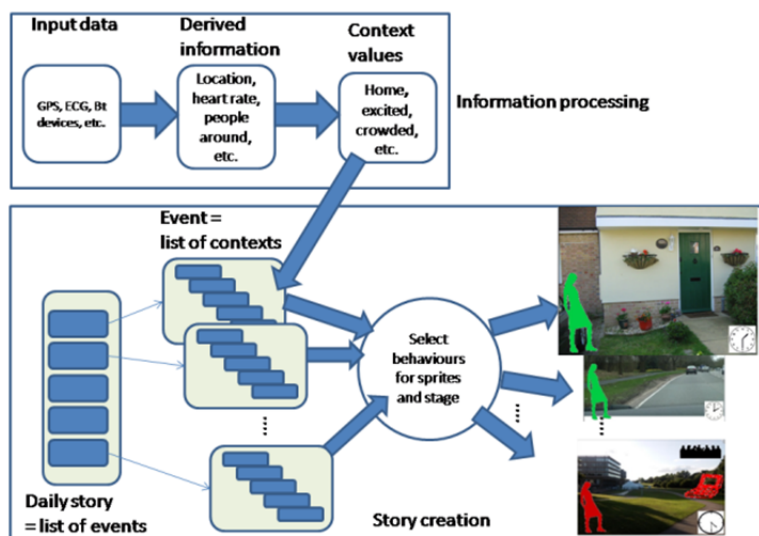 Input data
Derived
information
Context
values
GPS, ECG, Bt
devices, etc.
Location,
heart rate,
people
around,
etc.
Home,
excited,
crowded,
etc.
Information processing
Event =
list of contexts
Select
behaviours
for sprites
and stage
Daily story
= list of events
Story creation